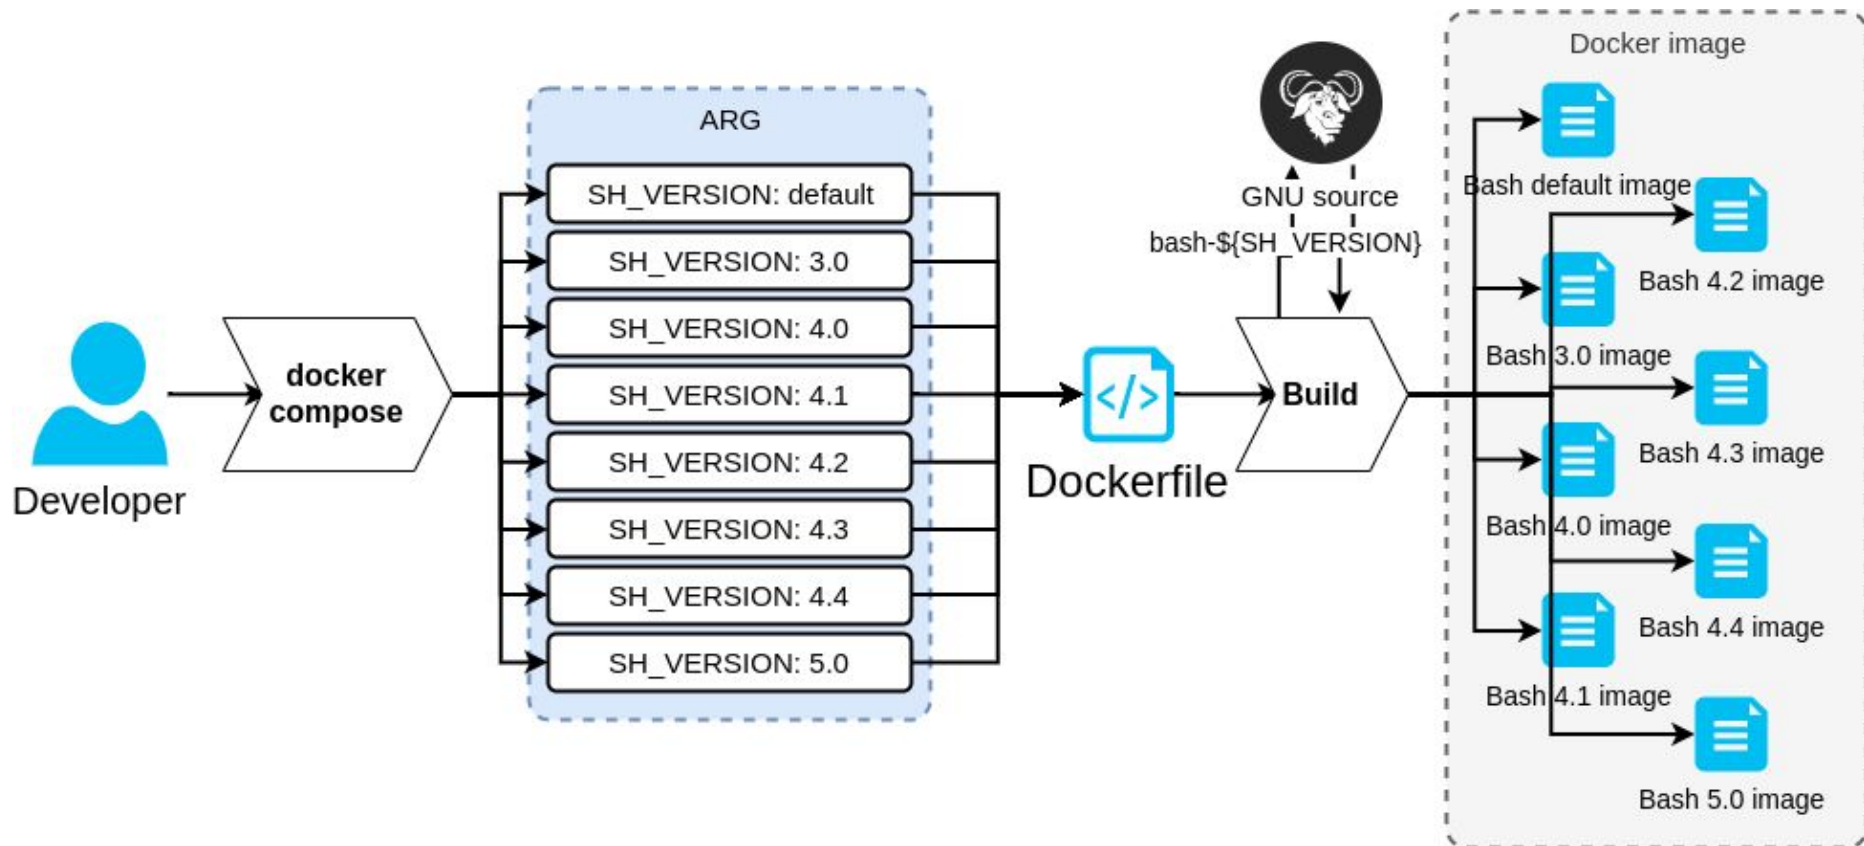 Docker image
ARG
SH_VERSION: default
SH_VERSION: 3.0
SH_VERSION: 4.0
SH_VERSION: 4.1
SH_VERSION: 4.2
SH_VERSION: 4.3
SH_VERSION: 4.4
SH_VERSION: 5.0
Developer
docker
compose
Dockerfile
</>
GNU source
bash-${SH_VERSION}
Build
Bash default image
Bash 4.2 image
Bash 3.0 image
Bash 4.3 image
Bash 4.0 image
Bash 4.4 image
Bash 4.1 image
Bash 5.0 image